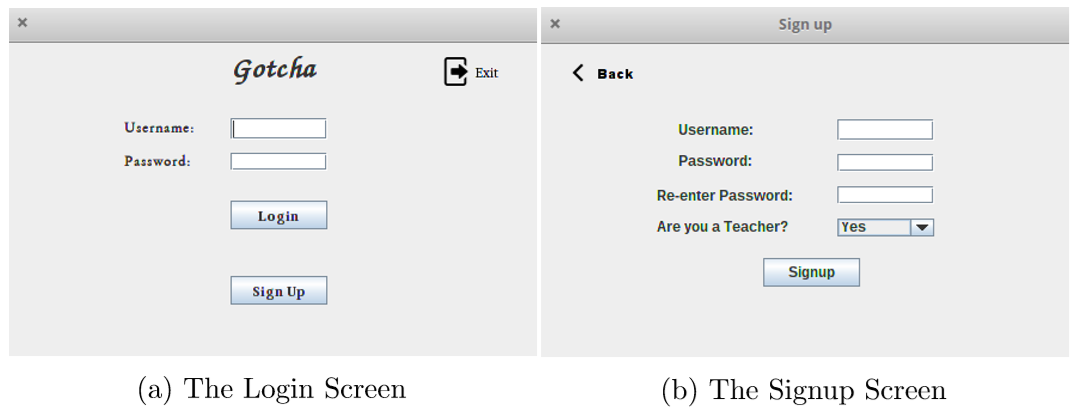 Gotcha
Exit
Username:
Password:
Login
Sign Up
(a) The Login Screen
Sign up
Back
Username:
Password:
Re-enter Password:
Are you a Teacher?
Yes
Signup
(b) The Signup Screen